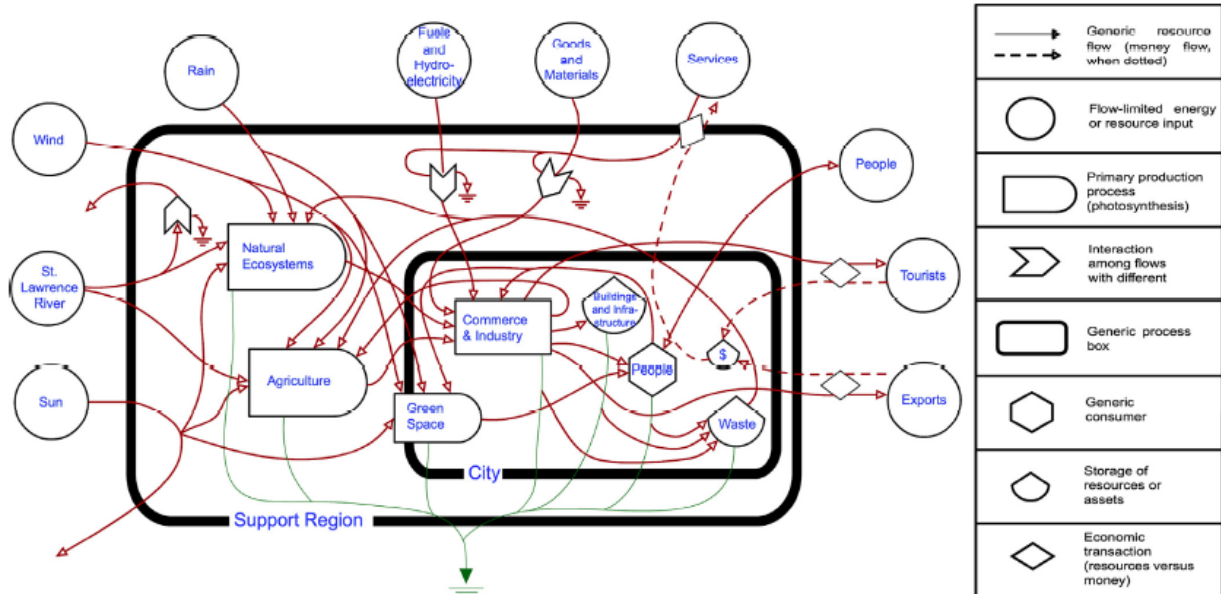 Fuele and
Hydro-
electricity
Goods
and
Materials
Services
Rain
Wind
People
St.
Lawrence
River
Natural
Ecosystems
Tourists
Buildings
and Infra-
structure
Commerce
& Industry
$
People
Agriculture
Sun
Green
Space
Waste
Exports
City
Support Region
Generic resource
flow (money flow,
when dotted)
Flow-limited energy
or resource input
Primary production
process
(photosynthesis)
Interaction
among flows
with different
Generic process
box
Generic
consumer
Storage of
resources or
assets
Economic
transaction
(resources versus
money)